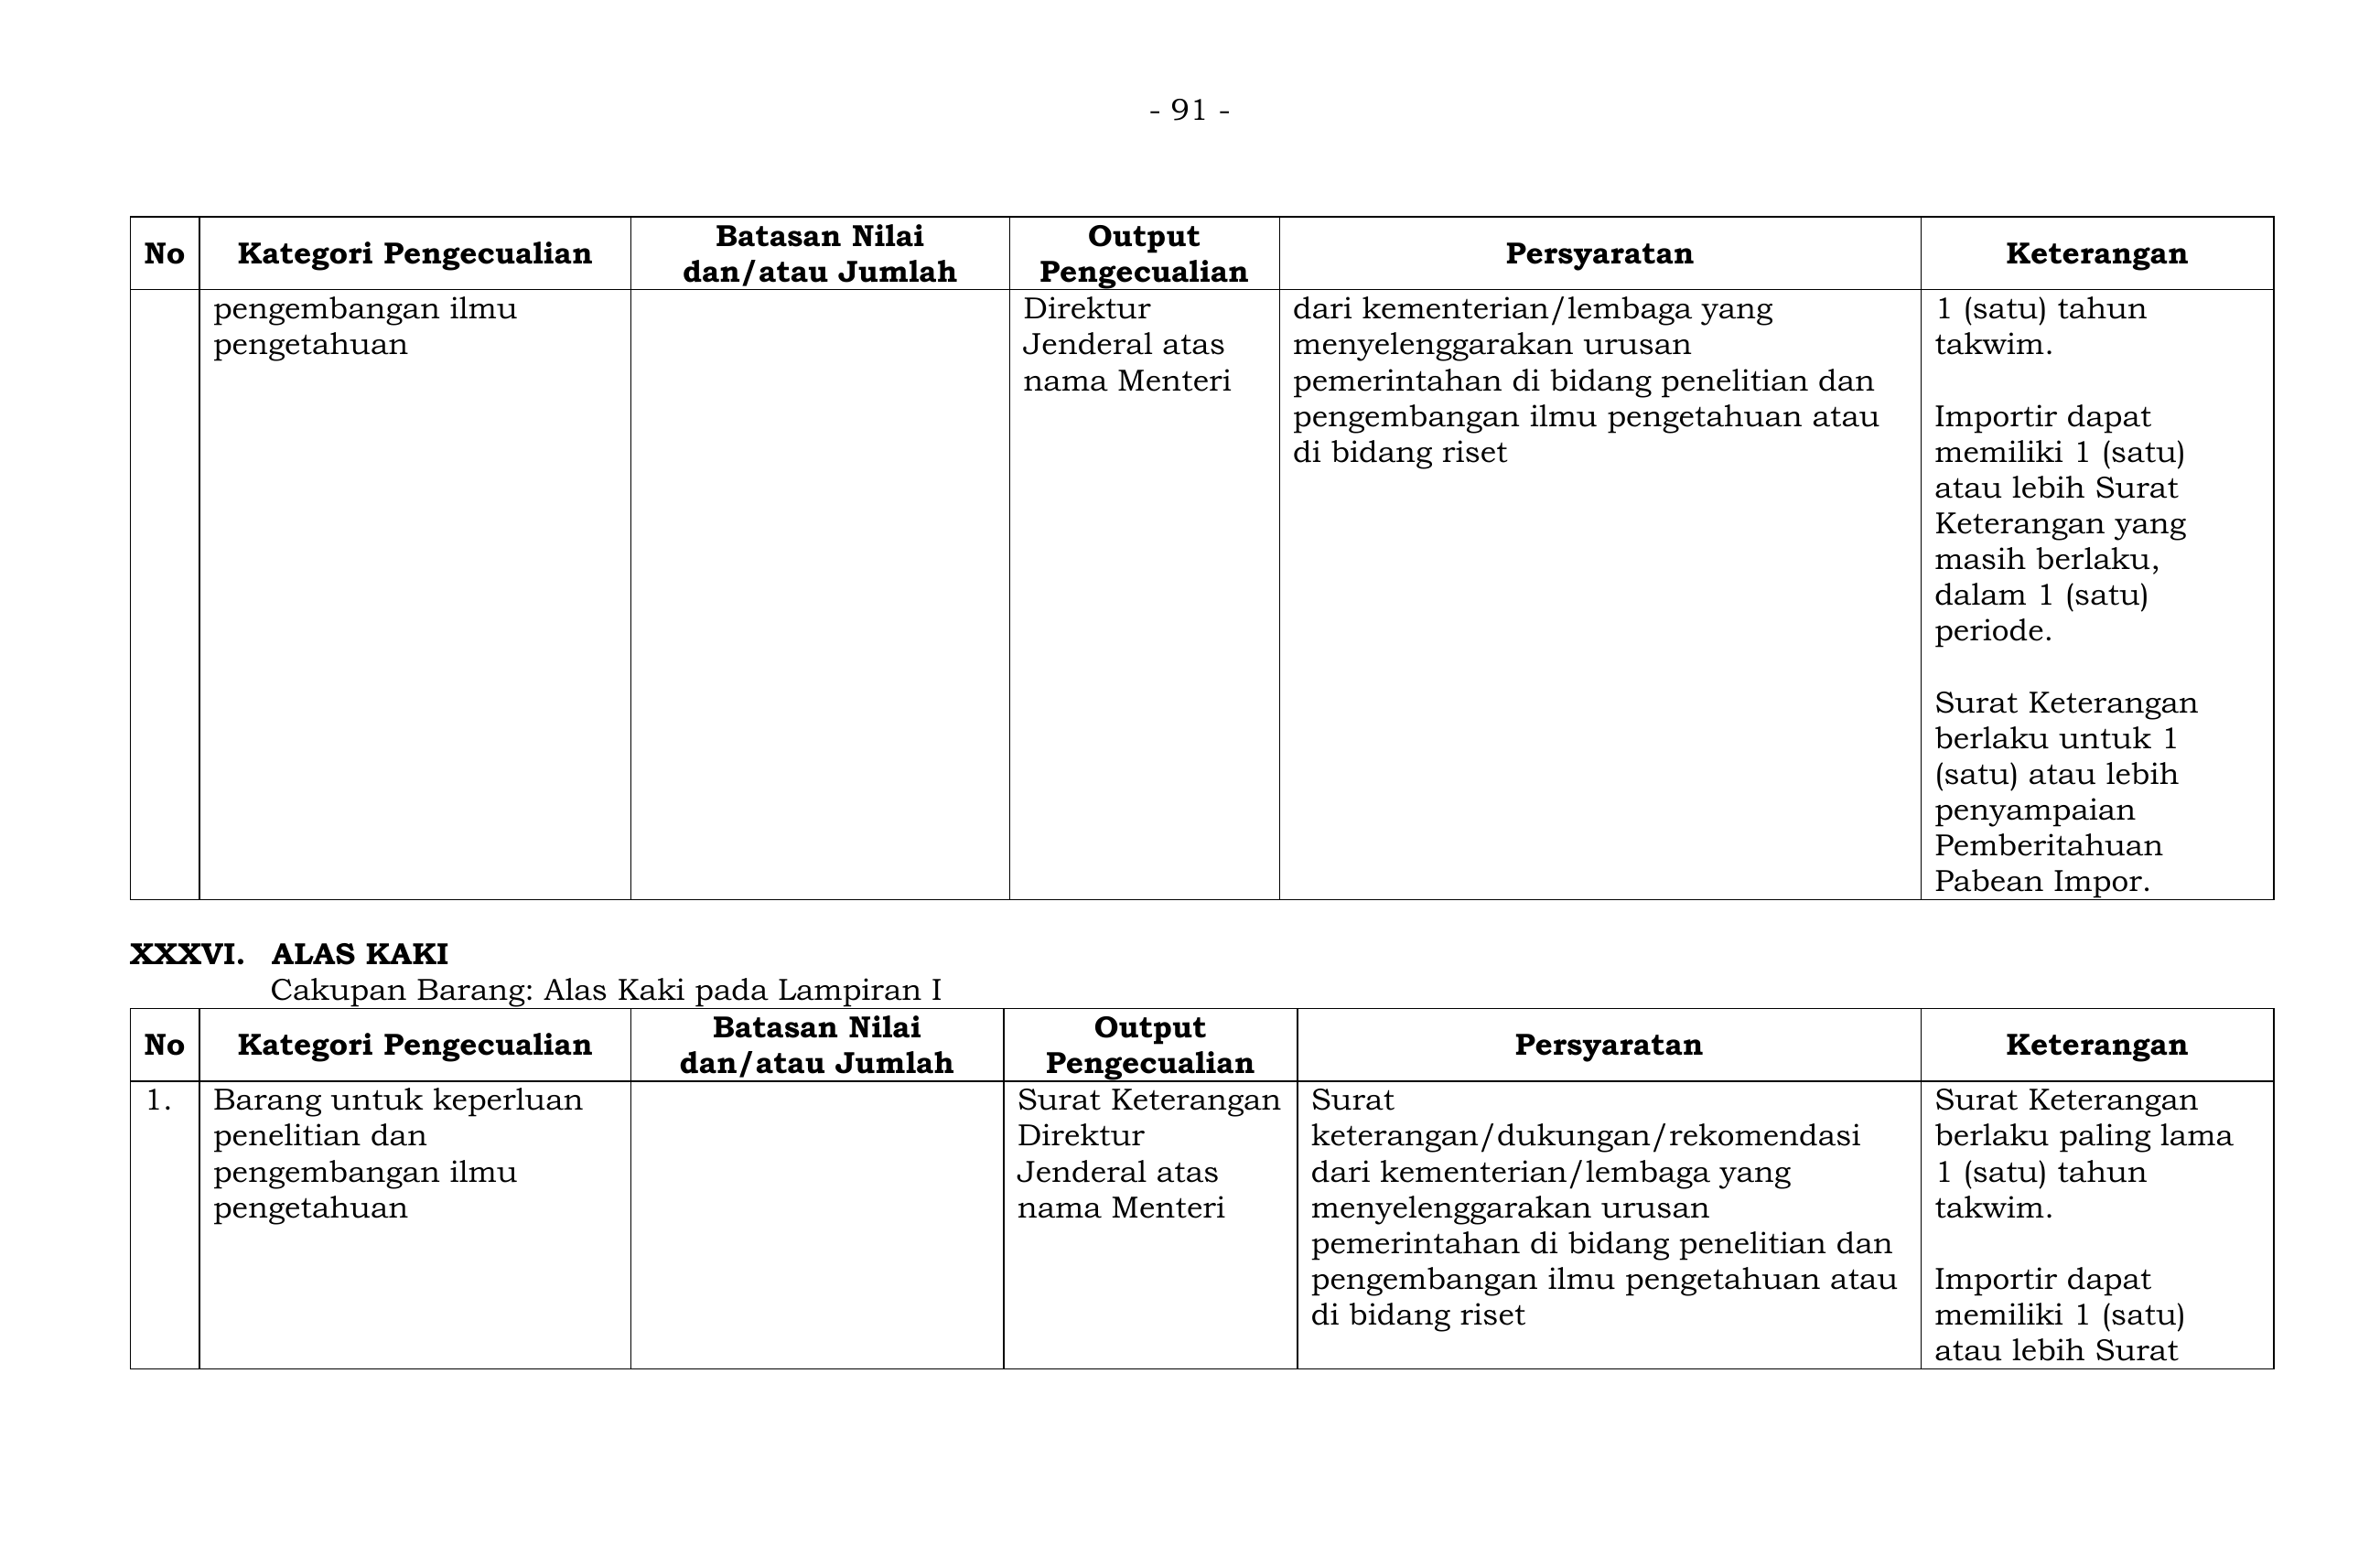 - 91 -
No
Kategori Pengecualian
Batasan Nilai
dan/atau Jumlah
Output
Pengecualian
Persyaratan
Keterangan
pengembangan ilmu
pengetahuan
Direktur
Jenderal atas
nama Menteri
dari kementerian/lembaga yang
menyelenggarakan urusan
pemerintahan di bidang penelitian dan
pengembangan ilmu pengetahuan atau
di bidang riset
1 (satu) tahun
takwim.
Importir dapat
memiliki 1 (satu)
atau lebih Surat
Keterangan yang
masih berlaku,
dalam 1 (satu)
periode.
Surat Keterangan
berlaku untuk 1
(satu) atau lebih
penyampaian
Pemberitahuan
Pabean Impor.
XXXVI. ALAS KAKI
Cakupan Barang: Alas Kaki pada Lampiran I
No
Kategori Pengecualian
Batasan Nilai
dan/atau Jumlah
Output
Pengecualian
Persyaratan
Keterangan
1.
Barang untuk keperluan
penelitian dan
pengembangan ilmu
pengetahuan
Surat Keterangan
Direktur
Jenderal atas
nama Menteri
Surat
keterangan/dukungan/rekomendasi
dari kementerian/lembaga yang
menyelenggarakan urusan
pemerintahan di bidang penelitian dan
pengembangan ilmu pengetahuan atau
di bidang riset
Surat Keterangan
berlaku paling lama
1 (satu) tahun
takwim.
Importir dapat
memiliki 1 (satu)
atau lebih Surat